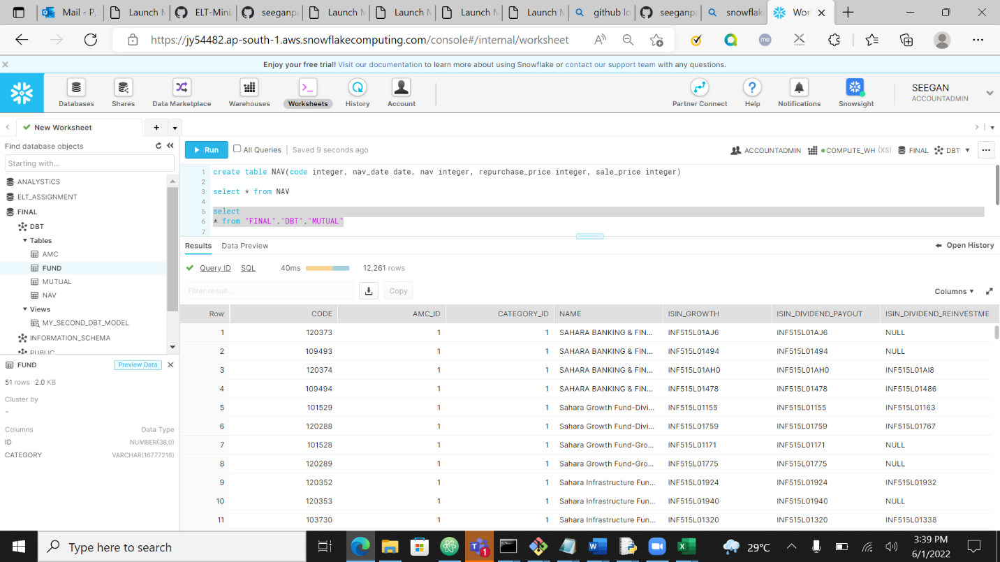 Mail - P,
Launch M
ELT-Mini
seeganpa
Launch M
Launch M
Launch M
Launch M
github lo
seeganpa
snowflak
Wor
https://jy54482.ap-south-1.aws.snowflakecomputing.com/console#/internal/worksheet
Enjoy your free trial! Visit our documentation to learn more about using Snowflake or contact our support team with any questions.
Databases
Shares
Data Marketplace
Warehouses
Worksheets
History
Account
Partner Connect
Help
Notifications
Snowsight
SEEGAN
ACCOUNTADMIN
New Worksheet
Find database objects
Starting with...
ANALYSTICS
ELT_ASSIGNMENT
FINAL
DBT
Tables
AMC
FUND
MUTUAL
NAV
Views
MY_SECOND_DBT_MODEL
INFORMATION_SCHEMA
PUBLIC
FUND
Preview Data
51 rows 2.0 KB
Cluster by
-
Columns Data Type
ID NUMBER(38,0)
CATEGORY VARCHAR(16777216)
Run
All Queries
Saved 9 seconds ago
ACCOUNTADMIN
COMPUTE_WH (XS)
FINAL
DBT
1 create table NAV(code integer, nav_date date, nav integer, repurchase_price integer, sale_price integer)
2
3 select * from NAV
4
5 select
6 * from "FINAL"."DBT"."MUTUAL"
7
Results
Data Preview
Open History
Query ID
SQL
40ms
12,261 rows
Filter result...
Copy
Columns
Row CODE AMC_ID CATEGORY_ID NAME ISIN_GROWTH ISIN_DIVIDEND_PAYOUT ISIN_DIVIDEND_REINVESTME
1 120373 1 1 SAHARA BANKING & FIN... INF515L01AJ6 INF515L01AJ6 NULL
2 109493 1 1 SAHARA BANKING & FIN... INF515L01494 INF515L01494 NULL
3 120374 1 1 SAHARA BANKING & FIN... INF515L01AH0 INF515L01AH0 INF515L01AI8
4 109494 1 1 SAHARA BANKING & FIN... INF515L01478 INF515L01478 INF515L01486
5 101529 1 1 Sahara Growth Fund-Divi... INF515L01155 INF515L01155 INF515L01163
6 120288 1 1 Sahara Growth Fund-Divi... INF515L01759 INF515L01759 INF515L01767
7 101528 1 1 Sahara Growth Fund-Gro... INF515L01171 INF515L01171 NULL
8 120289 1 1 Sahara Growth Fund-Gro... INF515L01775 INF515L01775 NULL
9 120352 1 1 Sahara Infrastructure Fun... INF515L01924 INF515L01924 INF515L01932
10 120353 1 1 Sahara Infrastructure Fun... INF515L01940 INF515L01940 NULL
11 103730 1 1 Sahara Infrastructure Fun... INF515L01320 INF515L01320 INF515L01338
Type here to search
29°C
3:39 PM
6/1/2022